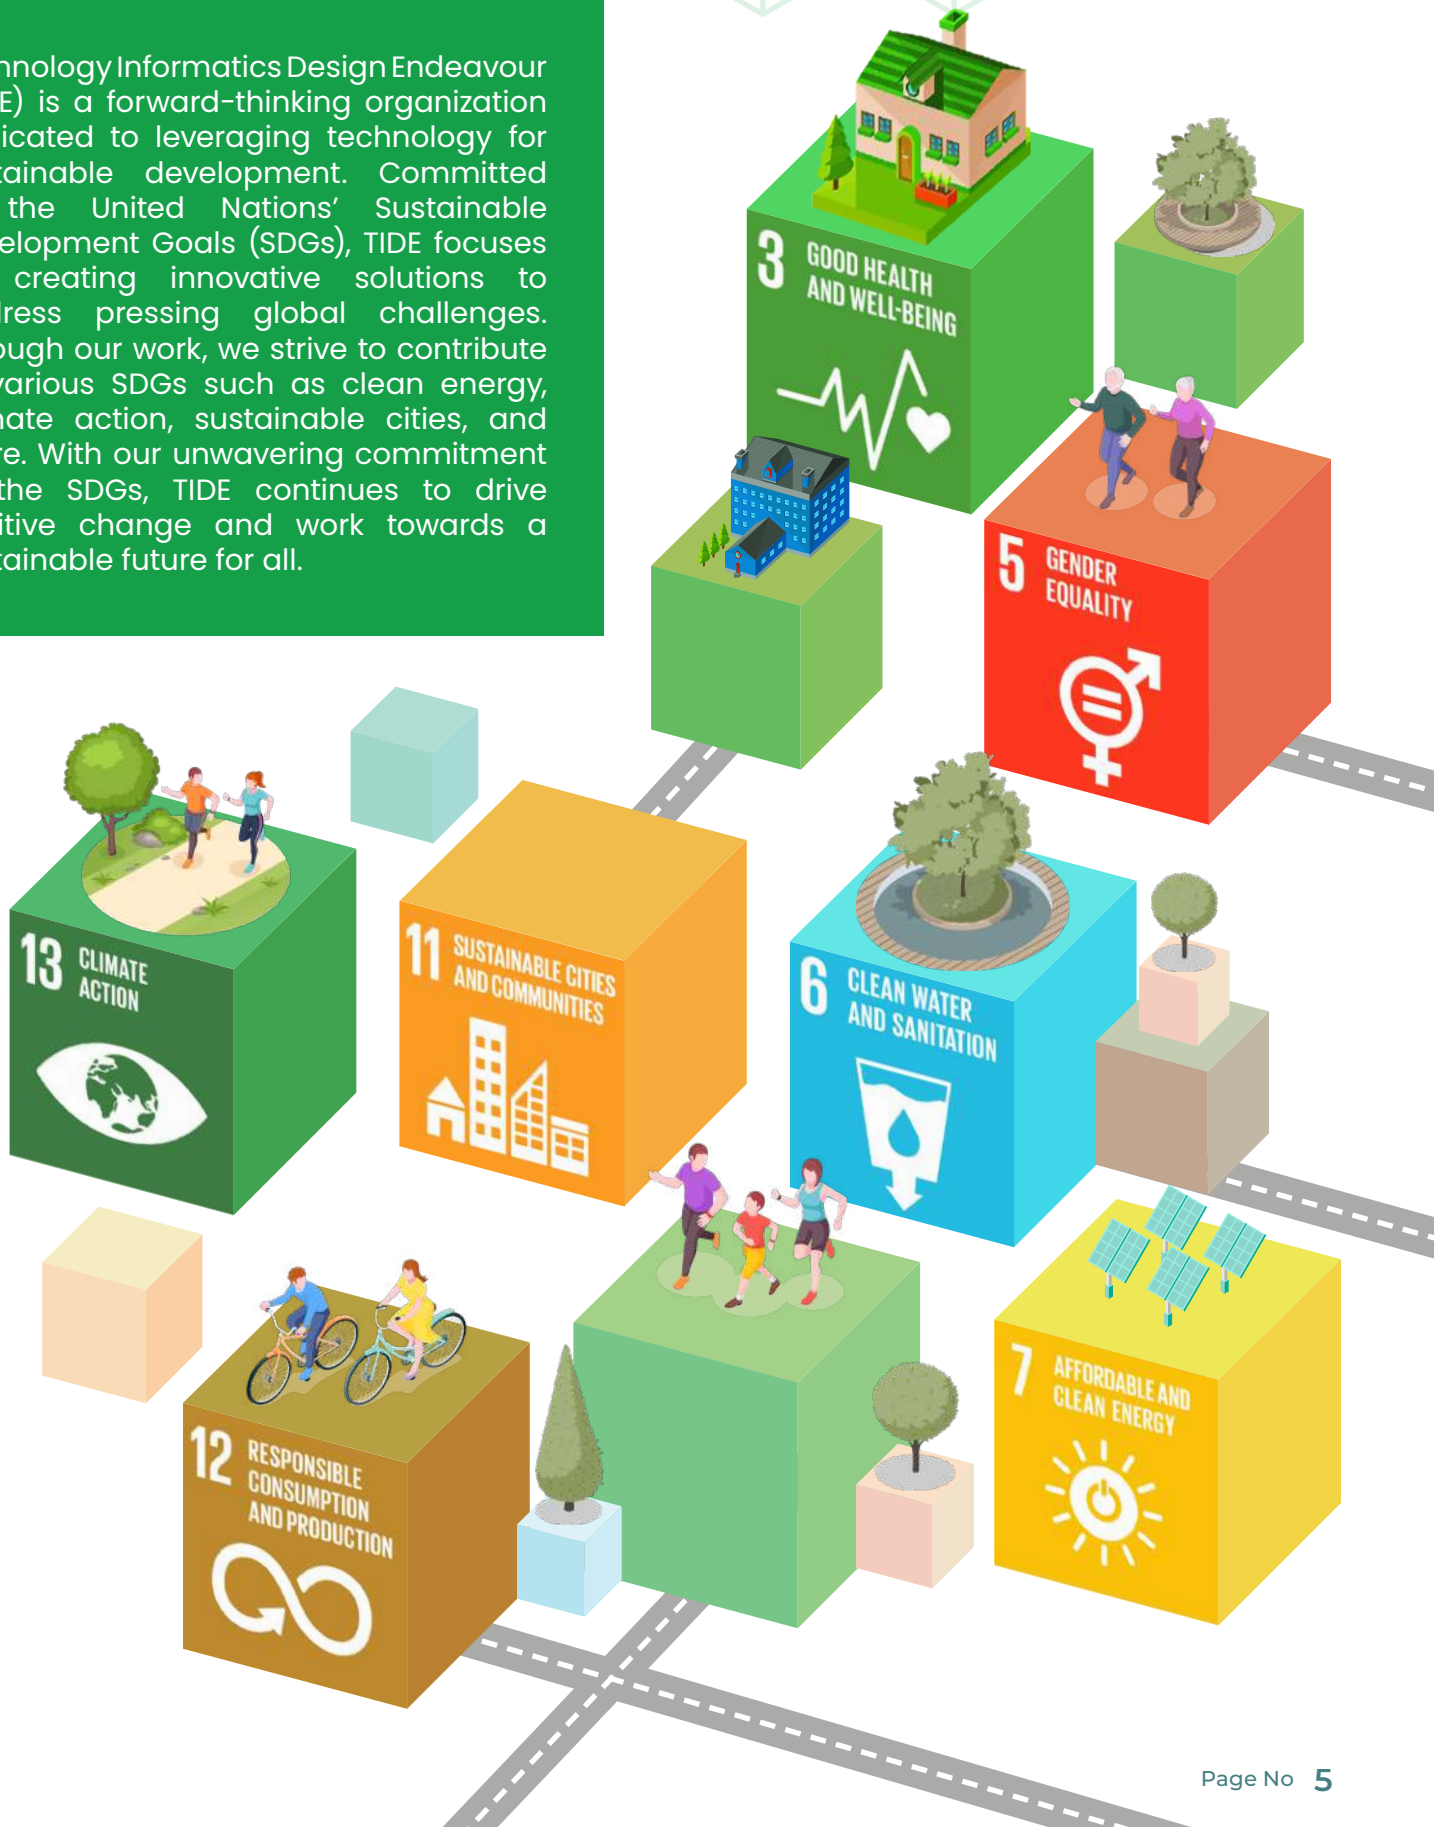 hnology Informatics Design Endeavour
E) is a forward-thinking organization
icated to leveraging technology for
tainable development. Committed
the United Nations’ Sustainable
elopment Goals (SDGs), TIDE focuses
creating innovative solutions to
ress pressing global challenges.
ough our work, we strive to contribute
various SDGs such as clean energy,
ate action, sustainable cities, and
re. With our unwavering commitment
the SDGs, TIDE continues to drive
itive change and work towards a
tainable future for all.
3 GOOD HEALTH
AND WELL-BEING
5 GENDER
EQUALITY
13 CLIMATE
ACTION
11 SUSTAINABLE CITIES
AND COMMUNITIES
6 CLEAN WATER
AND SANITATION
12 RESPONSIBLE
CONSUMPTION
AND PRODUCTION
7 AFFORDABLE AND
CLEAN ENERGY
Page No 5